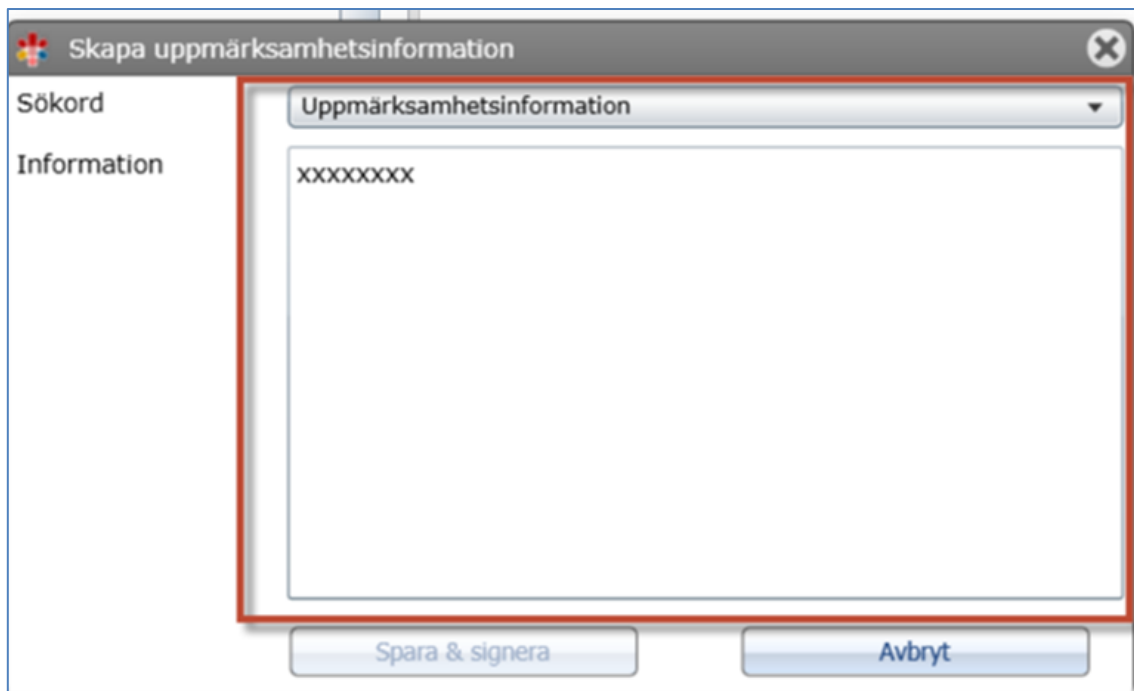 Skapa uppmärksamhetsinformation
Sökord
Uppmärksamhetsinformation
Information
xxxxxxxx
Spara & signera
Avbryt